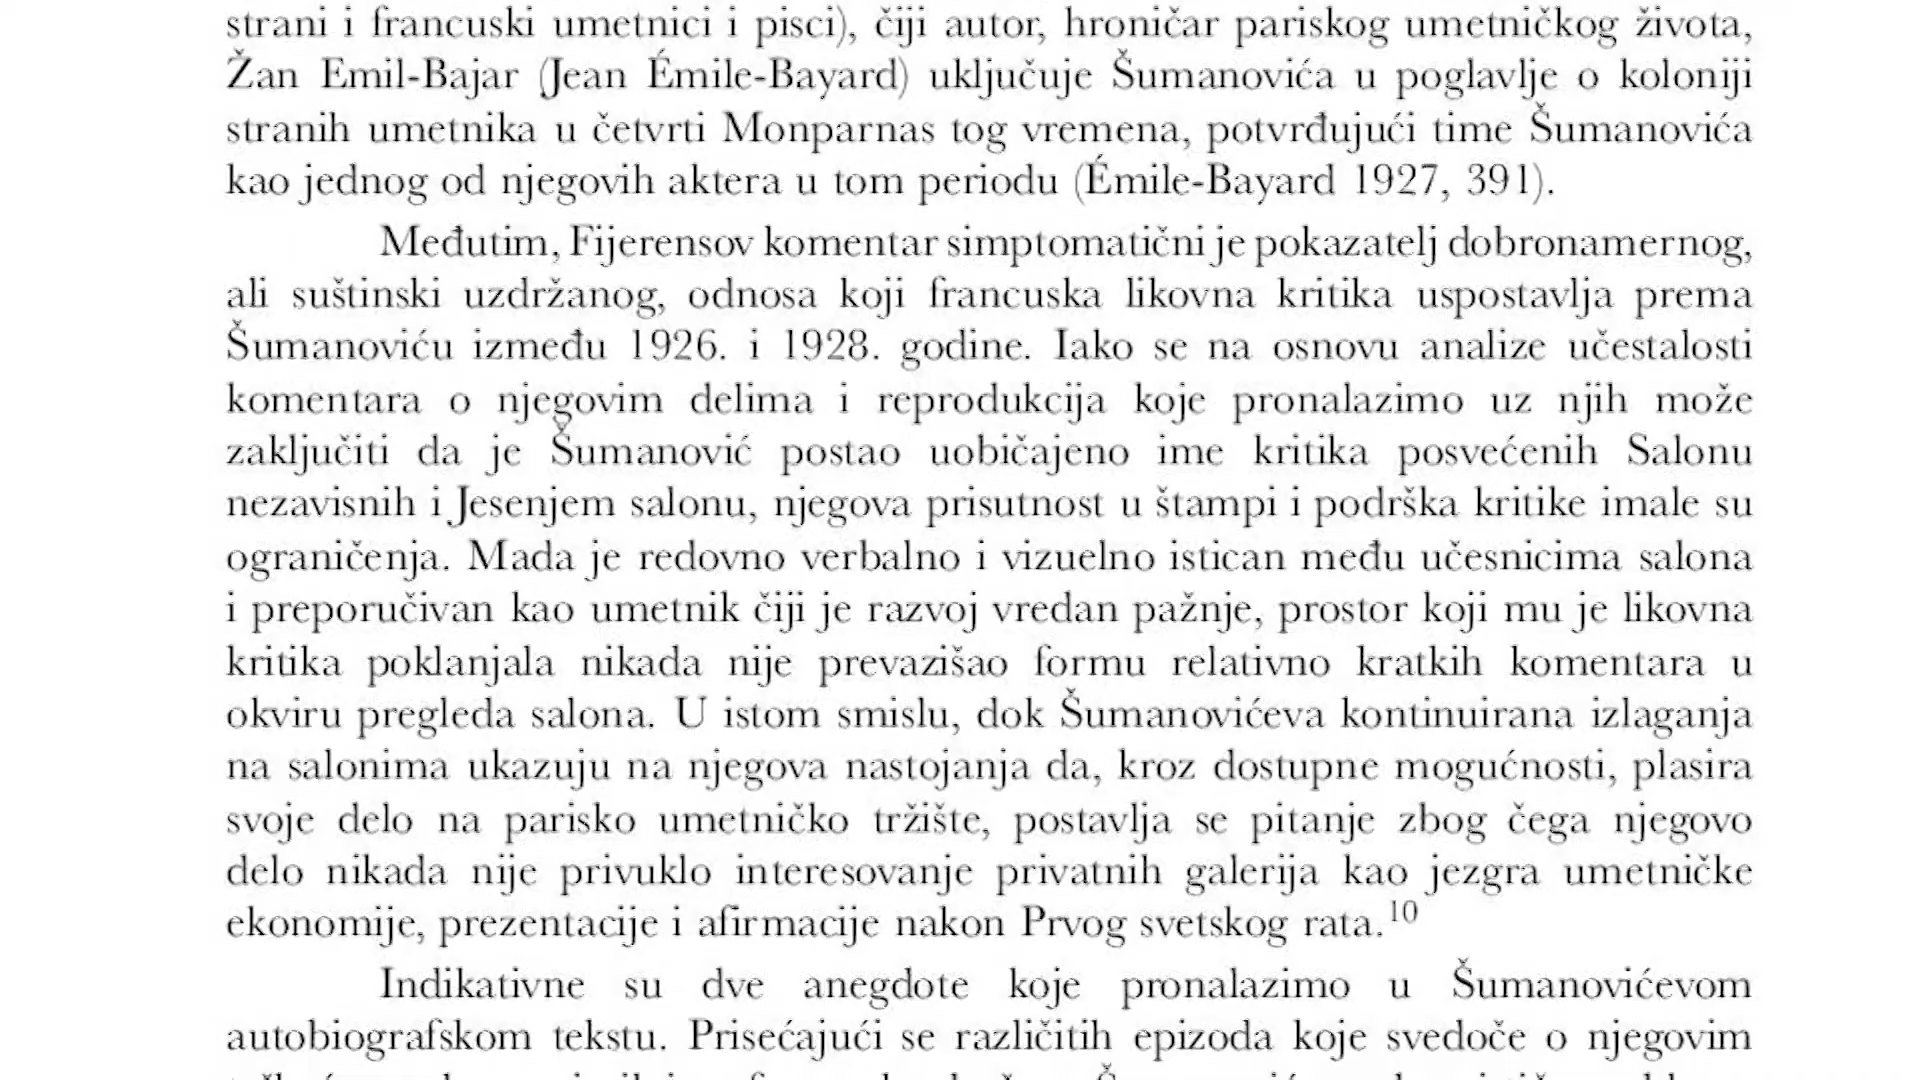 strani i francuski umetnici i pisci), čiji autor, hroničar pariskog umetničkog života,
Žan Emil-Bajar (Jean Émile-Bayard) uključuje Šumanovića u poglavlje o koloniji
stranih umetnika u četvrti Monparnas tog vremena, potvrđujući time Šumanovića
kao jednog od njegovih aktera u tom periodu (Émile-Bayard 1927, 391).
Međutim, Fijerensov komentar simptomatični je pokazatelj dobronamernog,
ali suštinski uzdržanog, odnosa koji francuska likovna kritika uspostavlja prema
Šumanoviću između 1926. i 1928. godine. Iako se na osnovu analize učestalosti
komentara o njegovim delima i reprodukcija koje pronalazimo uz njih može
zaključiti da je Šumanović postao uobičajeno ime kritika posvećenih Salonu
nezavisnih i Jesenjem salonu, njegova prisutnost u štampi i podrška kritike imale su
ograničenja. Mada je redovno verbalno i vizuelno istican među učesnicima salona
i preporučivan kao umetnik čiji je razvoj vredan pažnje, prostor koji mu je likovna
kritika poklanjala nikada nije prevazišao formu relativno kratkih komentara u
okviru pregleda salona. U istom smislu, dok Šumanovićeva kontinuirana izlaganja
na salonima ukazuju na njegova nastojanja da, kroz dostupne mogućnosti, plasira
svoje delo na parisko umetničko tržište, postavlja se pitanje zbog čega njegovo
delo nikada nije privuklo interesovanje privatnih galerija kao jezgra umetničke
ekonomije, prezentacije i afirmacije nakon Prvog svetskog rata.10
Indikativne su dve anegdote koje pronalazimo u Šumanovićevom
autobiografskom tekstu. Prisećajući se različitih epizoda koje svedoče o njegovim